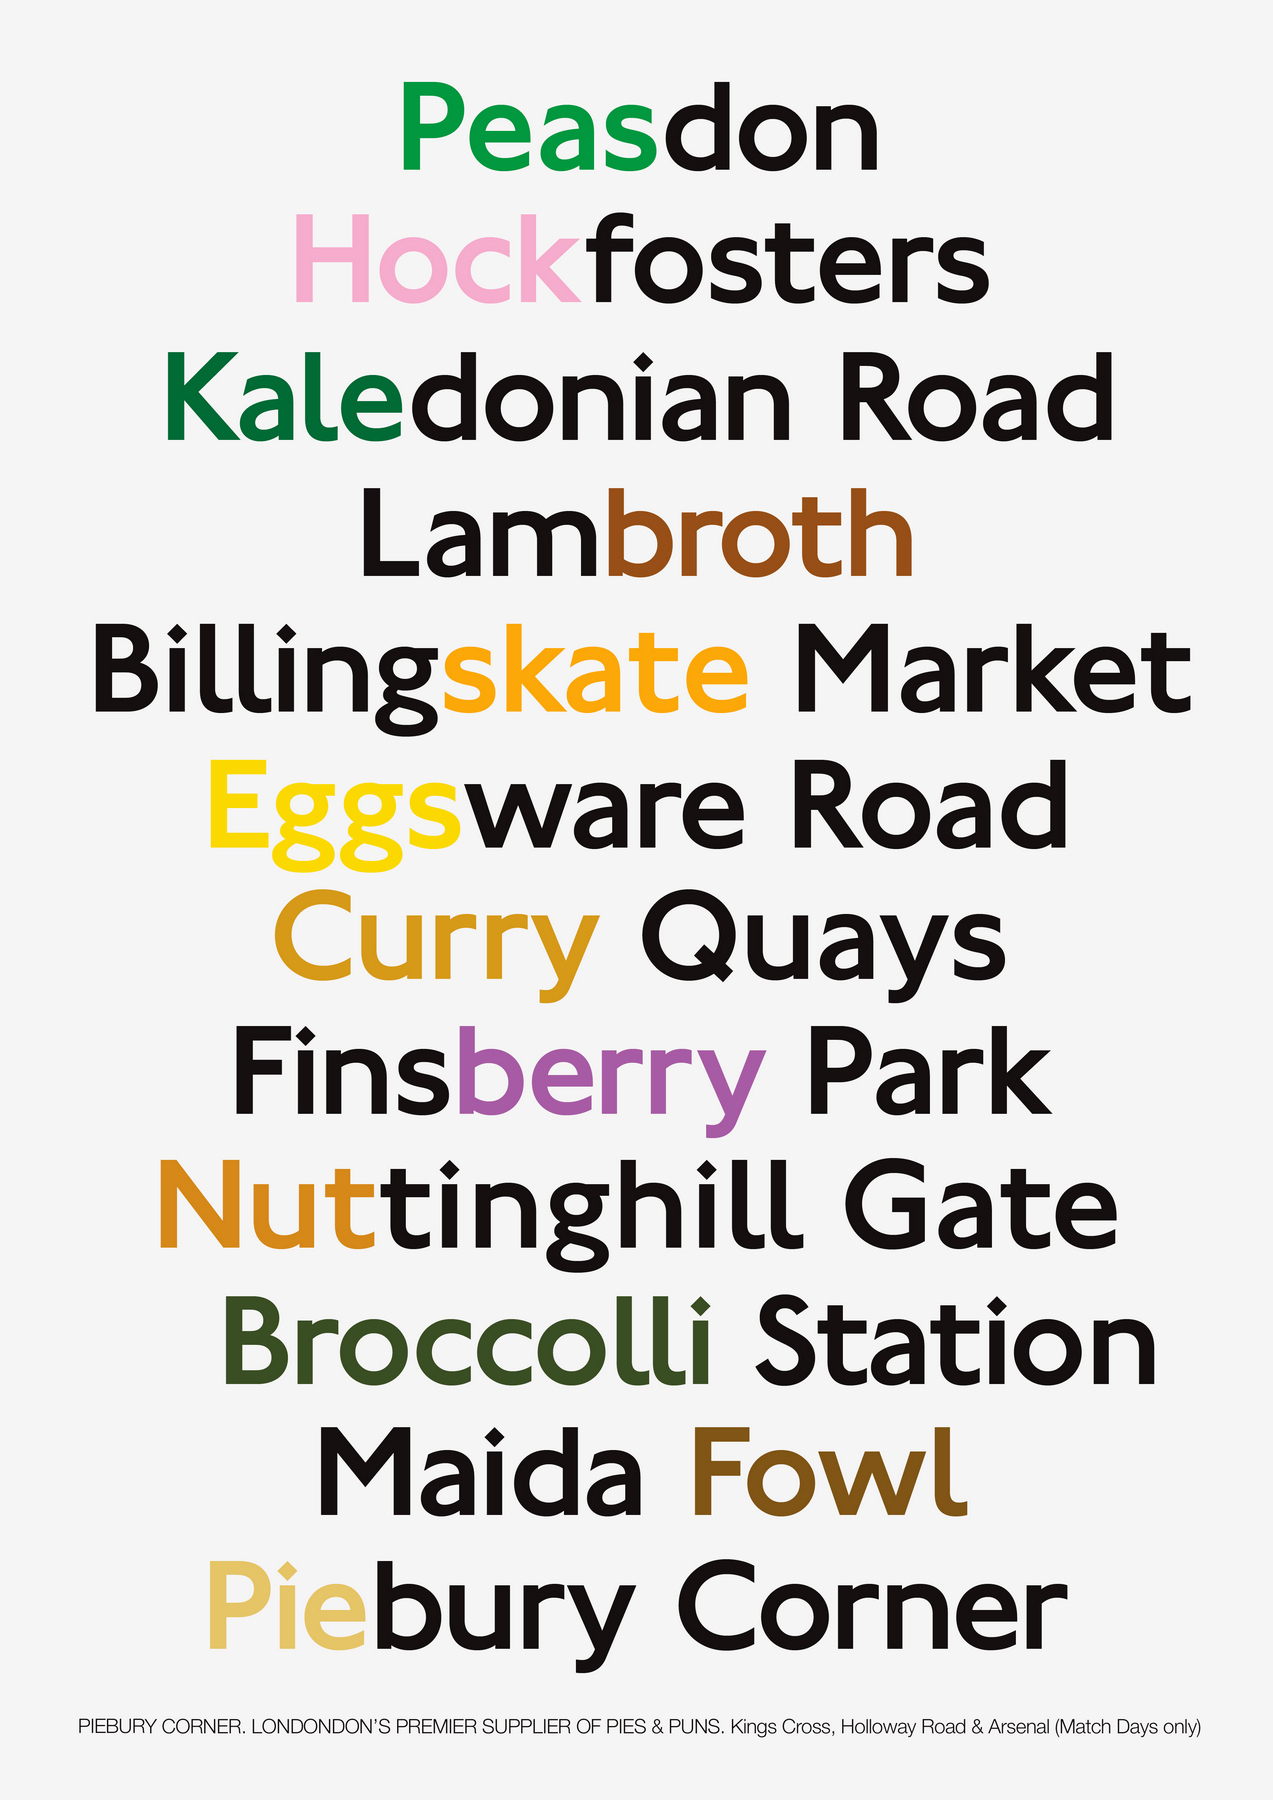 Peasdon
Hockfosters
Kaledonian Road
Lambroth
Billingskate Market
Eggsware Road
Curry Quays
Finsberry Park
Nuttinghill Gate
Broccolli Station
Maida Fowl
Piebury Corner
PIEBURY CORNER. LONDONDON'S PREMIER SUPPLIER OF PIES & PUNS. Kings Cross, Holloway Road & Arsenal (Match Days only)